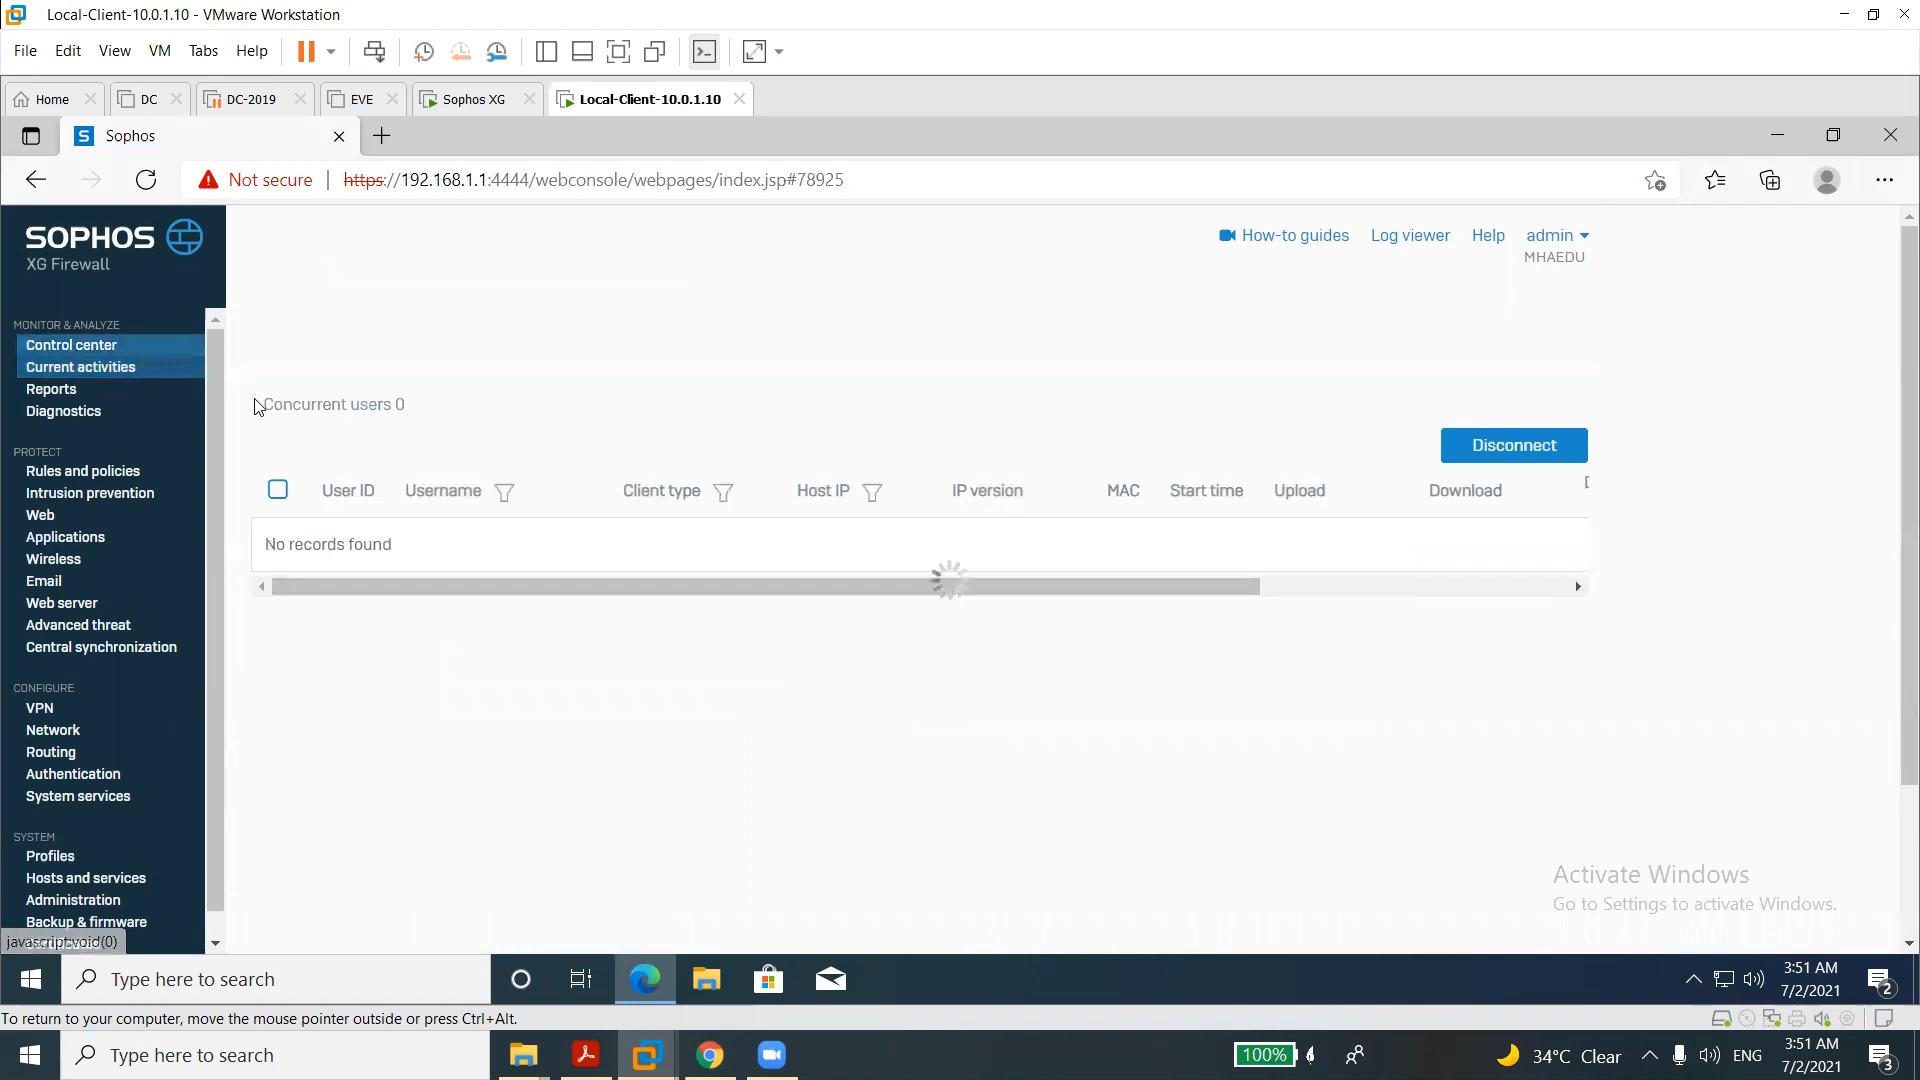 Local-Client-10.0.1.10 - VMware Workstation
File Edit View VM Tabs Help
Home DC DC-2019 EVE Sophos XG Local-Client-10.0.1.10
Sophos
Not secure https://192.168.1.1:4444/webconsole/webpages/index.jsp#78925
SOPHOS
XG Firewall
How-to guides Log viewer Help admin
MHAEDU
MONITOR & ANALYZE
Control center
Current activities
Reports
Diagnostics
PROTECT
Rules and policies
Intrusion prevention
Web
Applications
Wireless
Email
Web server
Advanced threat
Central synchronization
CONFIGURE
VPN
Network
Routing
Authentication
System services
SYSTEM
Profiles
Hosts and services
Administration
Backup & firmware
javascript:void(0)
Concurrent users 0
Disconnect
User ID Username Client type Host IP IP version MAC Start time Upload Download
No records found
Activate Windows
Go to Settings to activate Windows.
Type here to search
3:51 AM
7/2/2021
2
To return to your computer, move the mouse pointer outside or press Ctrl+Alt.
Type here to search
100%
34°C Clear
ENG
3:51 AM
7/2/2021
3